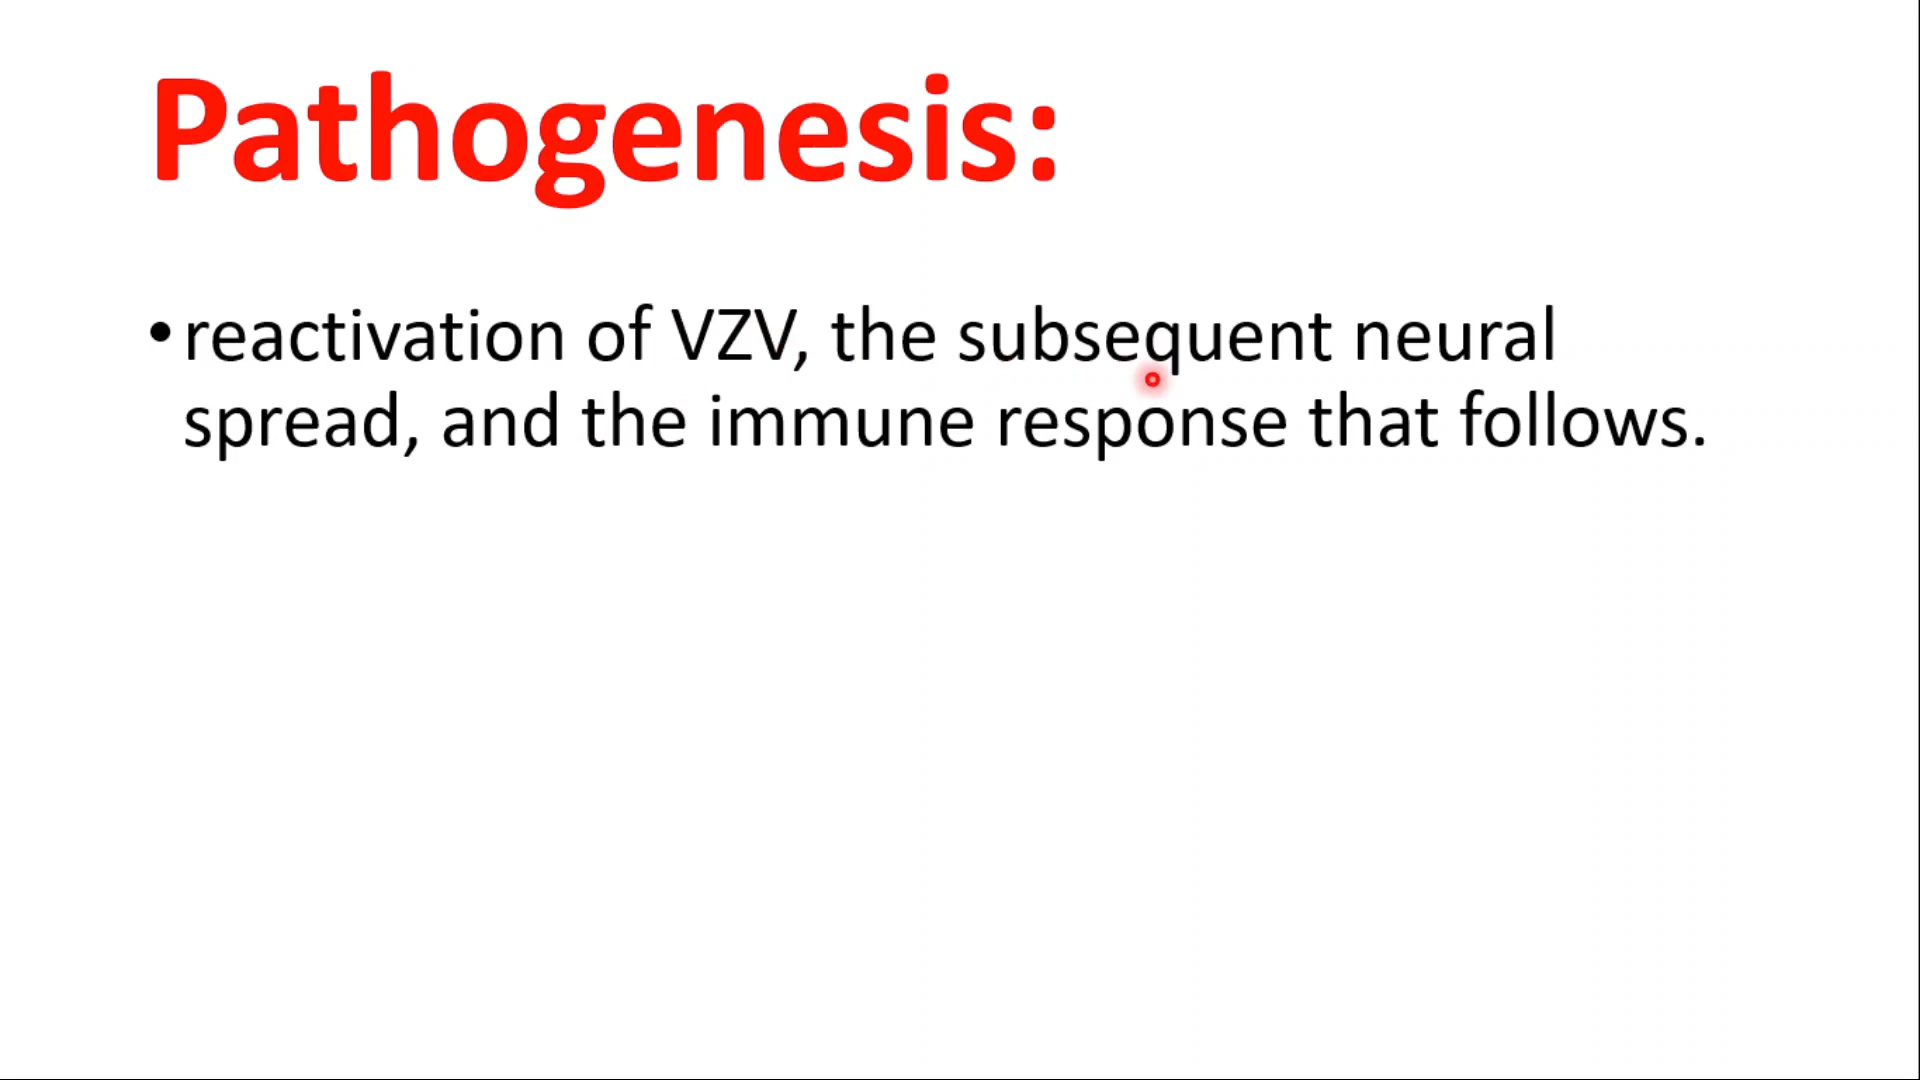 Pathogenesis:
•reactivation of VZV, the subsequent neural
spread, and the immune response that follows.